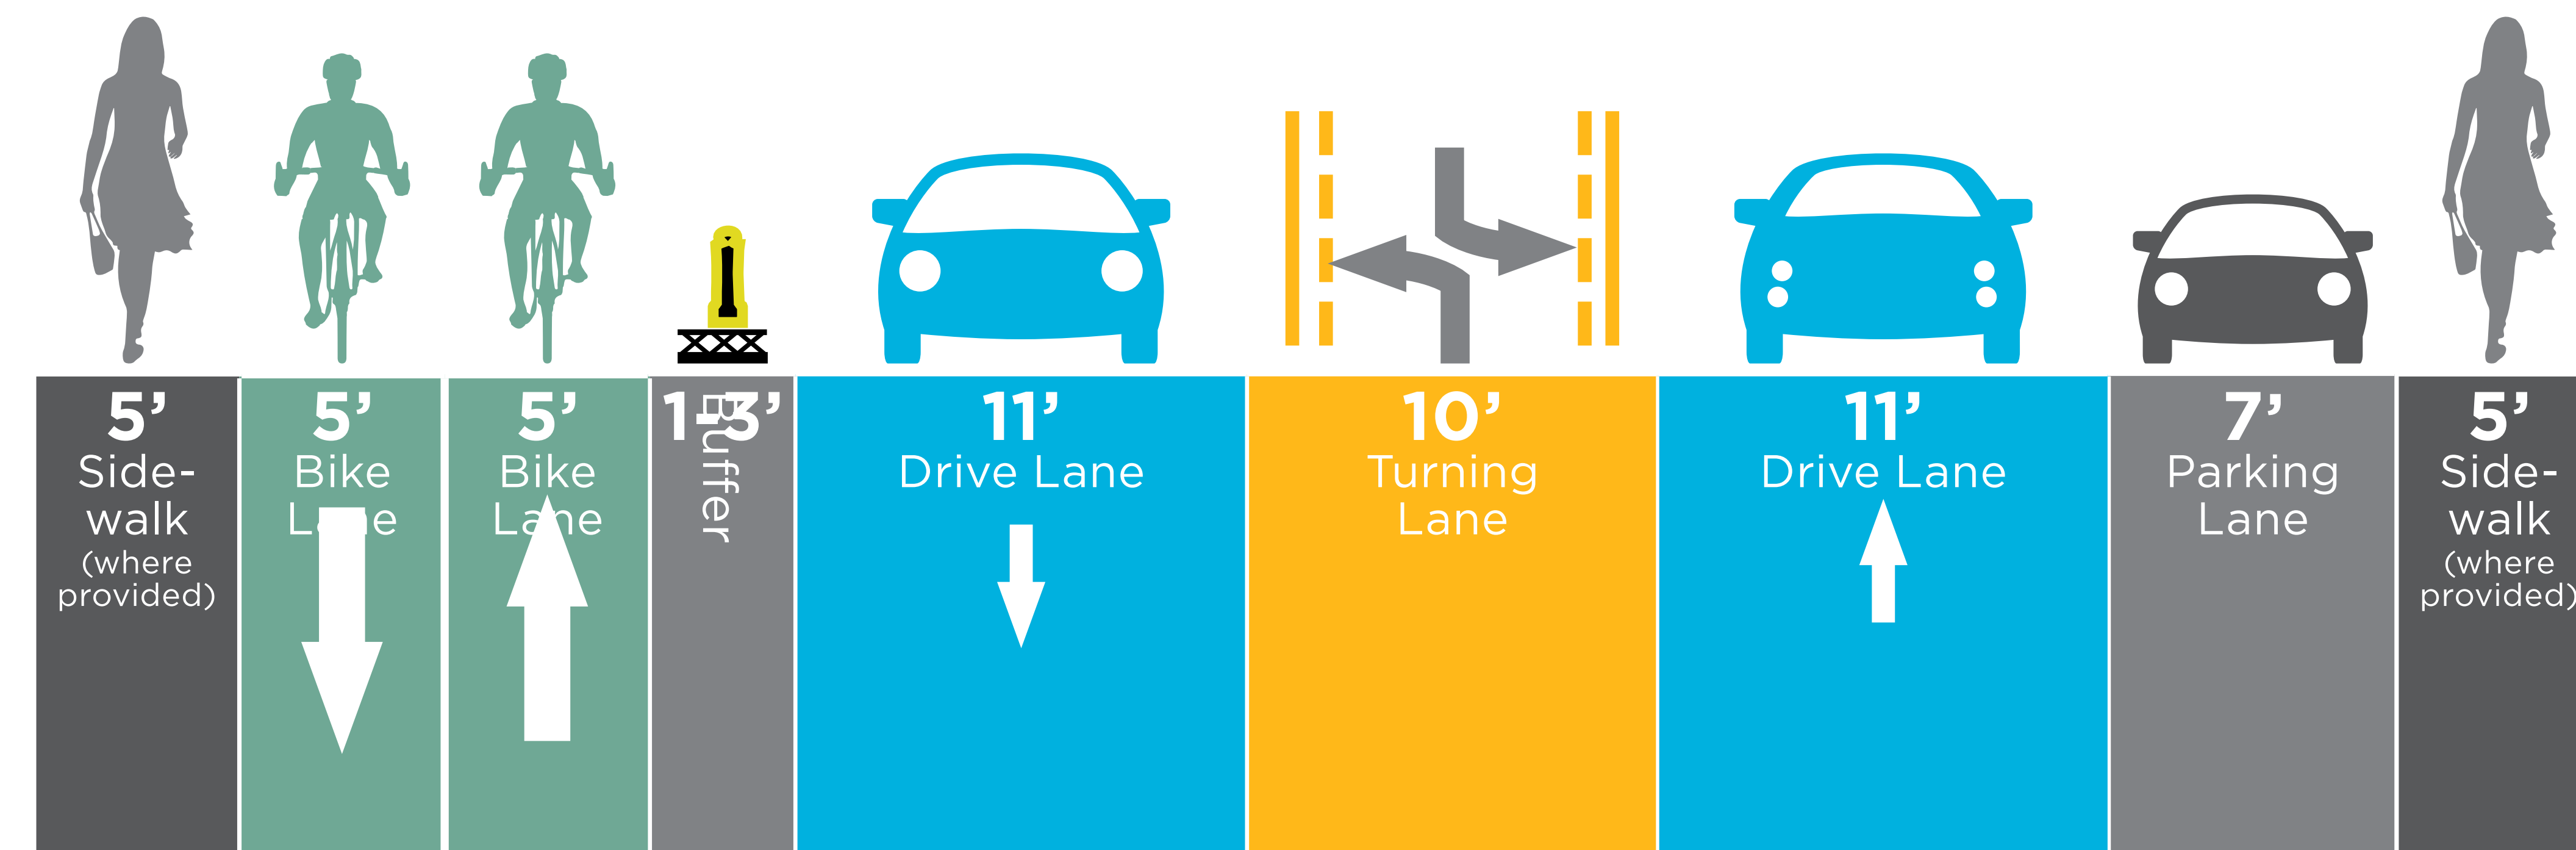 5’
Side-
walk
(where
provided)
5’
Bike
Lane
5’
Bike
Lane
1-3’
Buffer
11’
Drive Lane
10’
Turning
Lane
11’
Drive Lane
7’
Parking
Lane
5’
Side-
walk
(where
provided)